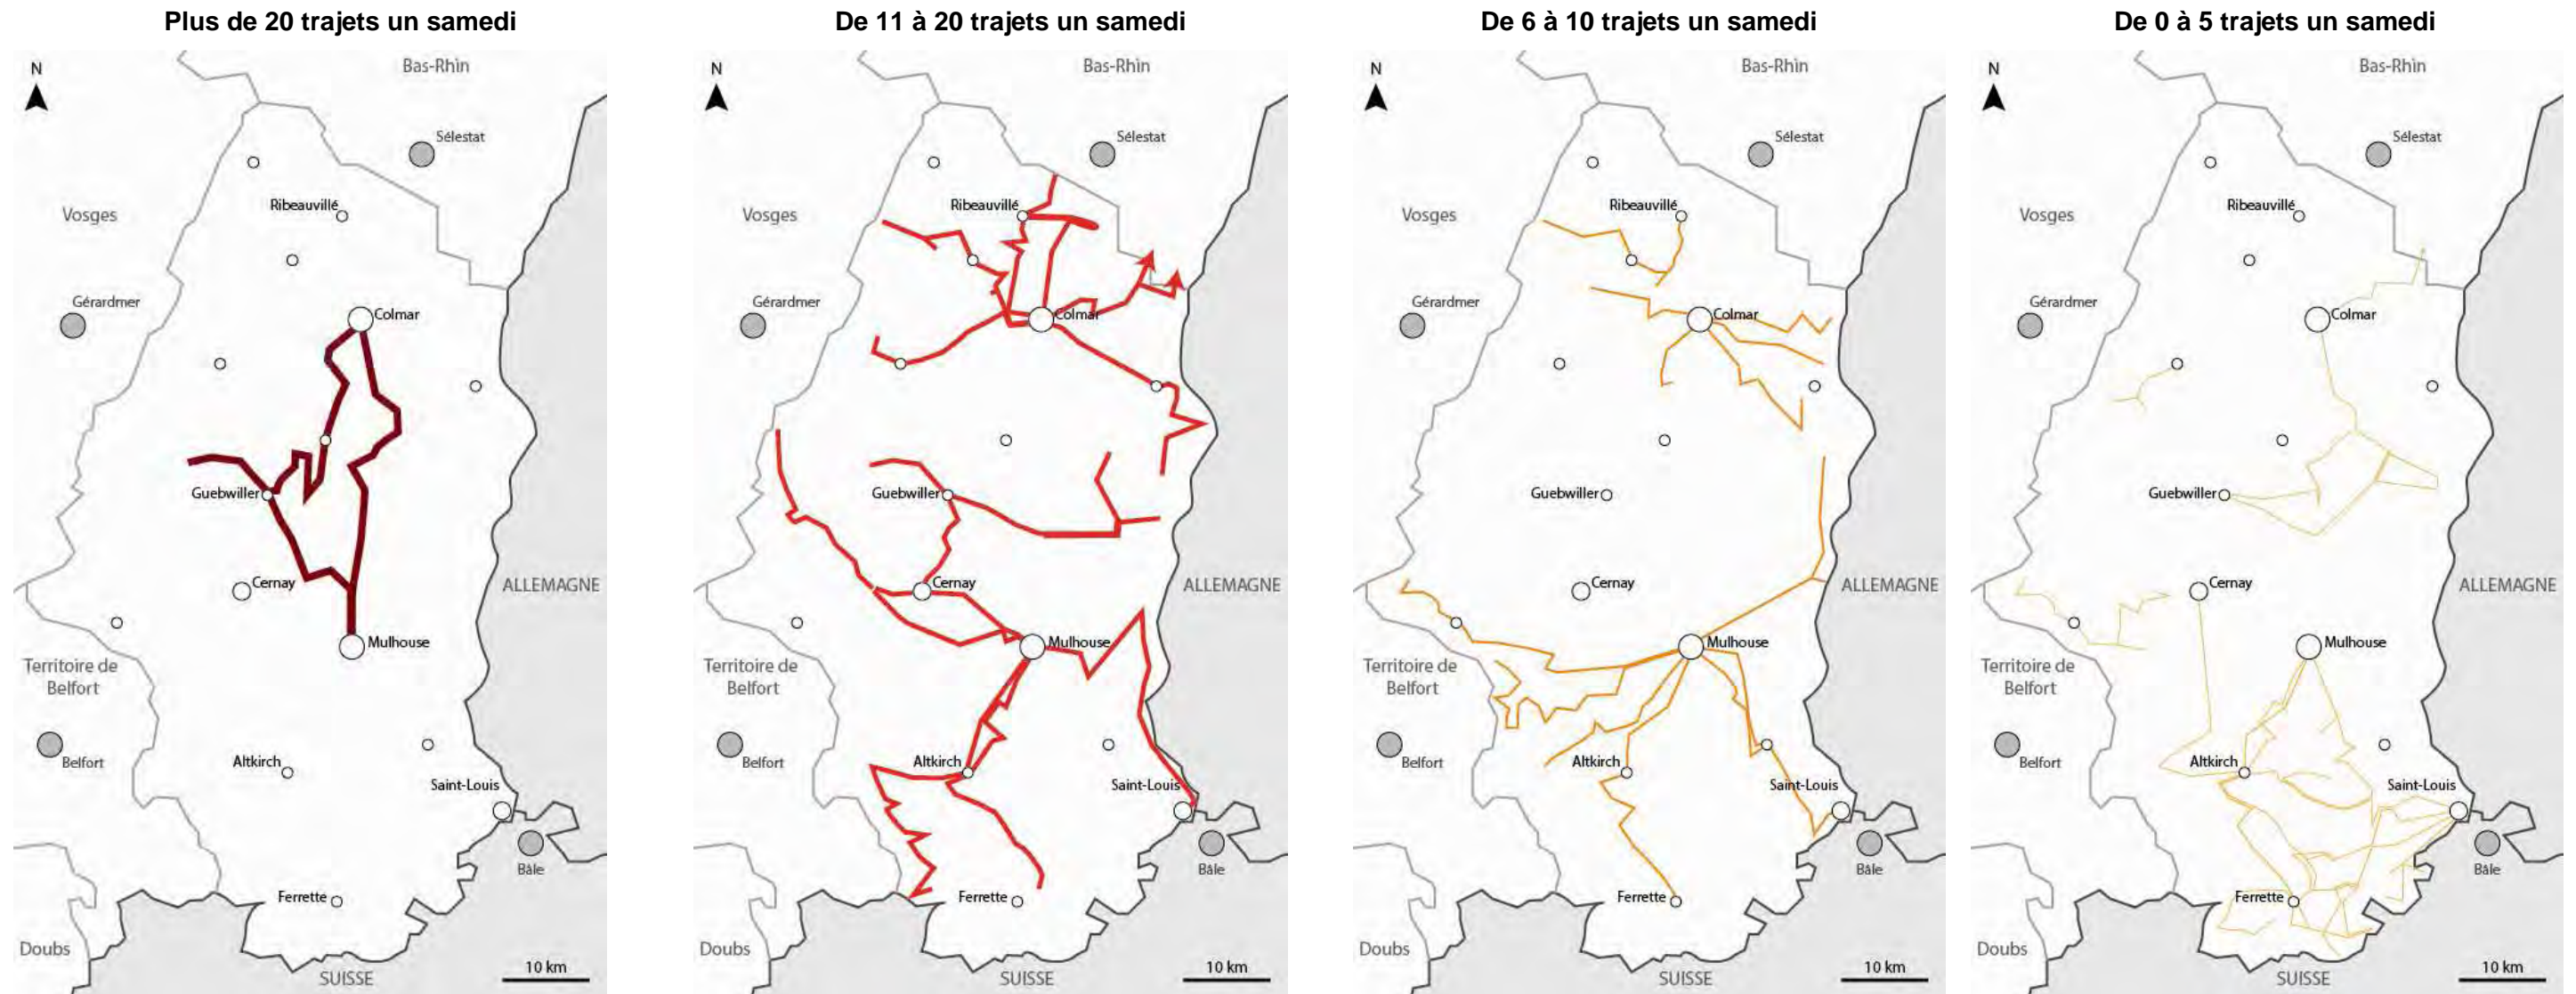 Plus de 20 trajets un samedi
N
Bas-Rhin
Sélestat
Ribeauvillé
Vosges
Gérardmer
Colmar
Guebwiller
Cernay
ALLEMAGNE
Mulhouse
Territoire de
Belfort
Belfort
Altkirch
Saint-Louis
Bâle
Ferrette
Doubs
SUISSE
10 km
De 11 à 20 trajets un samedi
N
Bas-Rhin
Sélestat
Ribeauvillé
Vosges
Gérardmer
Colmar
Guebwiller
Cernay
ALLEMAGNE
Mulhouse
Territoire de
Belfort
Belfort
Altkirch
Saint-Louis
Bâle
Ferrette
Doubs
SUISSE
10 km
De 6 à 10 trajets un samedi
N
Bas-Rhin
Sélestat
Ribeauvillé
Vosges
Gérardmer
Colmar
Guebwiller
Cernay
ALLEMAGNE
Mulhouse
Territoire de
Belfort
Belfort
Altkirch
Saint-Louis
Bâle
Ferrette
Doubs
SUISSE
10 km
De 0 à 5 trajets un samedi
N
Bas-Rhin
Sélestat
Ribeauvillé
Vosges
Gérardmer
Colmar
Guebwiller
Cernay
ALLEMAGNE
Mulhouse
Territoire de
Belfort
Belfort
Altkirch
Saint-Louis
Bâle
Ferrette
Doubs
SUISSE
10 km